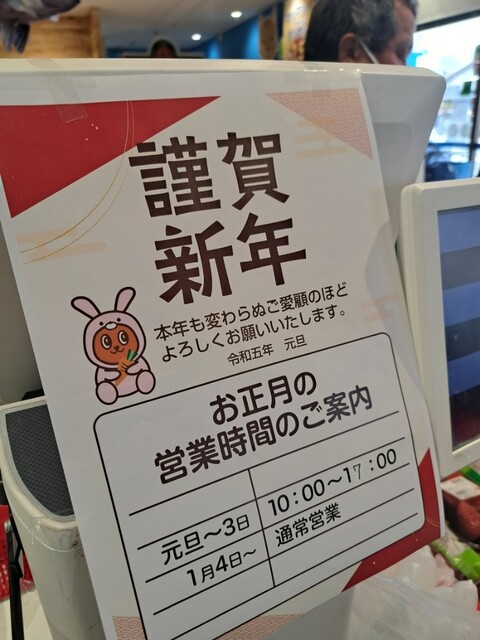 謹賀
新年
本年も変わらぬご愛顧のほど
よろしくお願いいたします。
令和五年 元旦
お正月の
営業時間のご案内
元旦～3日 10:00～17:00
1月4日～ 通常営業